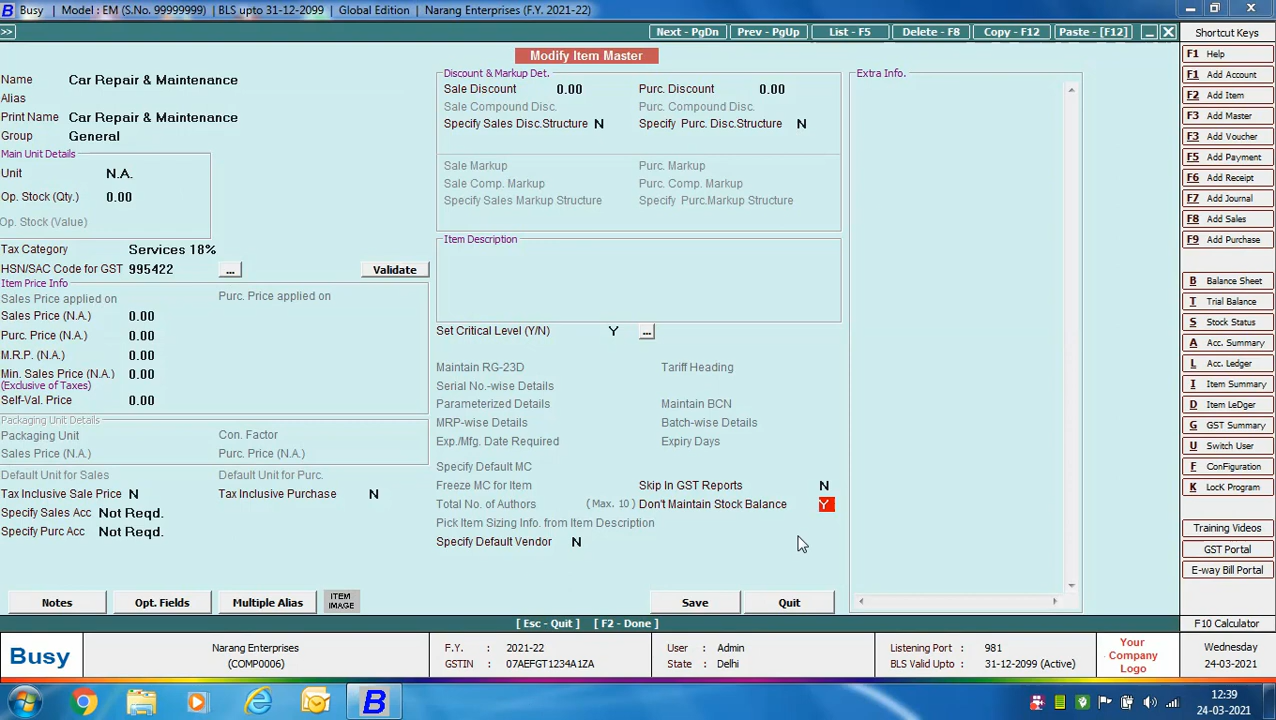 Busy | Model : EM (S.No. 99999999) | BLS upto 31-12-2099 | Global Edition | Narang Enterprises (F.Y. 2021-22)
>> Next - PgDn Prev - PgUp List - F5 Delete - F8 Copy - F12 Paste - [F12]
Modify Item Master
Name Car Repair & Maintenance
Alias
Print Name Car Repair & Maintenance
Group General
Main Unit Details
Unit N.A.
Op. Stock (Qty.) 0.00
Op. Stock (Value)
Tax Category Services 18%
HSN/SAC Code for GST 995422 ... Validate
Item Price Info
Sales Price applied on Purc. Price applied on
Sales Price (N.A.) 0.00
Purc. Price (N.A.) 0.00
M.R.P. (N.A.) 0.00
Min. Sales Price (N.A.) 0.00
(Exclusive of Taxes)
Self-Val. Price 0.00
Packaging Unit Details
Packaging Unit Con. Factor
Sales Price (N.A.) Purc. Price (N.A.)
Default Unit for Sales Default Unit for Purc.
Tax Inclusive Sale Price N Tax Inclusive Purchase N
Specify Sales Acc Not Reqd.
Specify Purc Acc Not Reqd.
Notes Opt. Fields Multiple Alias ITEM IMAGE
Discount & Markup Det.
Sale Discount 0.00 Purc. Discount 0.00
Sale Compound Disc. Purc. Compound Disc.
Specify Sales Disc.Structure N Specify Purc. Disc.Structure N
Sale Markup Purc. Markup
Sale Comp. Markup Purc. Comp. Markup
Specify Sales Markup Structure Specify Purc.Markup Structure
Item Description
Set Critical Level (Y/N) Y ...
Maintain RG-23D Tariff Heading
Serial No.-wise Details
Parameterized Details Maintain BCN
MRP-wise Details Batch-wise Details
Exp./Mfg. Date Required Expiry Days
Specify Default MC
Freeze MC for Item Skip In GST Reports N
Total No. of Authors (Max. 10) Don't Maintain Stock Balance Y
Pick Item Sizing Info. from Item Description
Specify Default Vendor N
Save Quit
Extra Info.
Shortcut Keys
F1 Help
F1 Add Account
F2 Add Item
F3 Add Master
F3 Add Voucher
F5 Add Payment
F6 Add Receipt
F7 Add Journal
F8 Add Sales
F9 Add Purchase
B Balance Sheet
T Trial Balance
S Stock Status
A Acc. Summary
L Acc. Ledger
I Item Summary
D Item LeDger
G GST Summary
U Switch User
F ConFiguration
K LocK Program
Training Videos
GST Portal
E-way Bill Portal
[ Esc - Quit ] [ F2 - Done ] F10 Calculator
Busy
Narang Enterprises
(COMP0006)
F.Y. : 2021-22
GSTIN : 07AEFGT1234A1ZA
User : Admin
State : Delhi
Listening Port : 981
BLS Valid Upto : 31-12-2099 (Active)
Your
Company
Logo
Wednesday
24-03-2021
B
12:39
24-03-2021